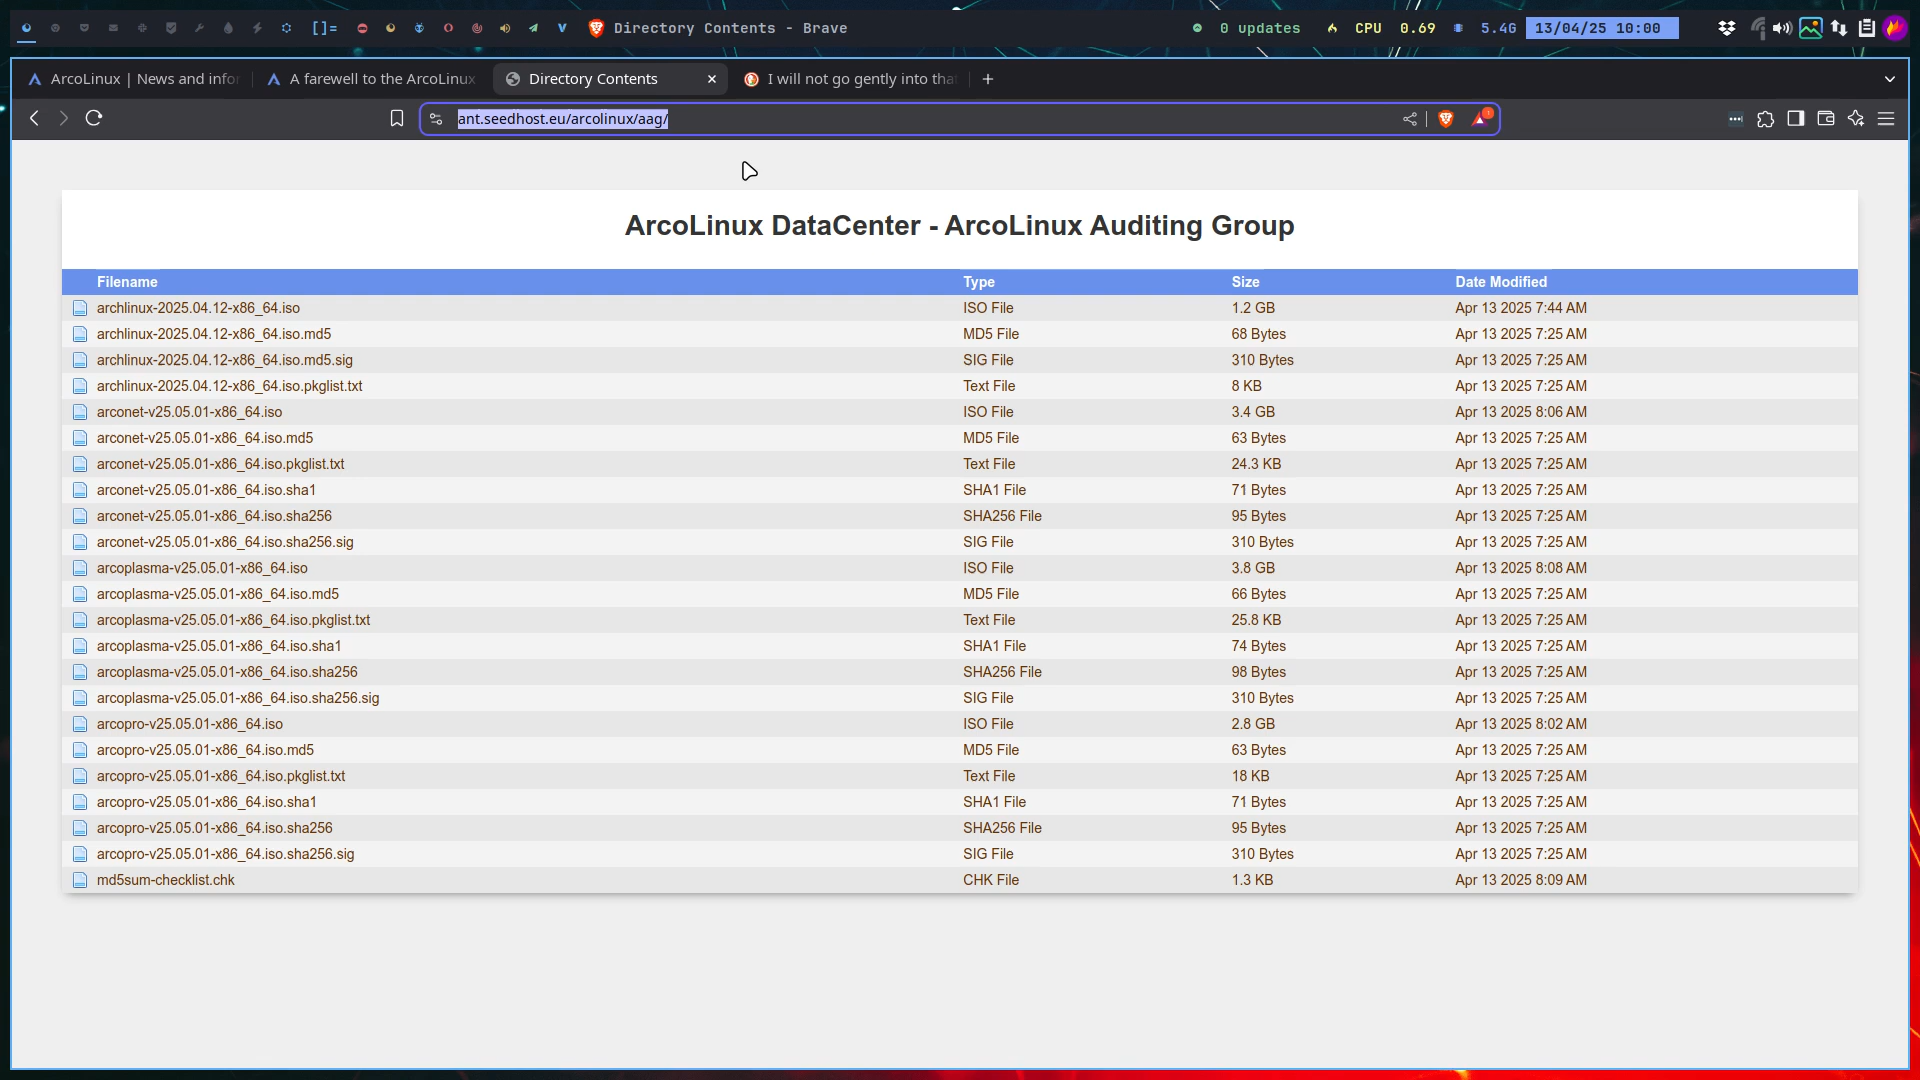 []=
Directory Contents - Brave
0 updates
CPU 0.69
5.4G
13/04/25 10:00
ArcoLinux | News and infor
A farewell to the ArcoLinux
Directory Contents
I will not go gently into that
ant.seedhost.eu/arcolinux/aag/
ArcoLinux DataCenter - ArcoLinux Auditing Group
Filename Type Size Date Modified
archlinux-2025.04.12-x86_64.iso ISO File 1.2 GB Apr 13 2025 7:44 AM
archlinux-2025.04.12-x86_64.iso.md5 MD5 File 68 Bytes Apr 13 2025 7:25 AM
archlinux-2025.04.12-x86_64.iso.md5.sig SIG File 310 Bytes Apr 13 2025 7:25 AM
archlinux-2025.04.12-x86_64.iso.pkglist.txt Text File 8 KB Apr 13 2025 7:25 AM
arconet-v25.05.01-x86_64.iso ISO File 3.4 GB Apr 13 2025 8:06 AM
arconet-v25.05.01-x86_64.iso.md5 MD5 File 63 Bytes Apr 13 2025 7:25 AM
arconet-v25.05.01-x86_64.iso.pkglist.txt Text File 24.3 KB Apr 13 2025 7:25 AM
arconet-v25.05.01-x86_64.iso.sha1 SHA1 File 71 Bytes Apr 13 2025 7:25 AM
arconet-v25.05.01-x86_64.iso.sha256 SHA256 File 95 Bytes Apr 13 2025 7:25 AM
arconet-v25.05.01-x86_64.iso.sha256.sig SIG File 310 Bytes Apr 13 2025 7:25 AM
arcoplasma-v25.05.01-x86_64.iso ISO File 3.8 GB Apr 13 2025 8:08 AM
arcoplasma-v25.05.01-x86_64.iso.md5 MD5 File 66 Bytes Apr 13 2025 7:25 AM
arcoplasma-v25.05.01-x86_64.iso.pkglist.txt Text File 25.8 KB Apr 13 2025 7:25 AM
arcoplasma-v25.05.01-x86_64.iso.sha1 SHA1 File 74 Bytes Apr 13 2025 7:25 AM
arcoplasma-v25.05.01-x86_64.iso.sha256 SHA256 File 98 Bytes Apr 13 2025 7:25 AM
arcoplasma-v25.05.01-x86_64.iso.sha256.sig SIG File 310 Bytes Apr 13 2025 7:25 AM
arcopro-v25.05.01-x86_64.iso ISO File 2.8 GB Apr 13 2025 8:02 AM
arcopro-v25.05.01-x86_64.iso.md5 MD5 File 63 Bytes Apr 13 2025 7:25 AM
arcopro-v25.05.01-x86_64.iso.pkglist.txt Text File 18 KB Apr 13 2025 7:25 AM
arcopro-v25.05.01-x86_64.iso.sha1 SHA1 File 71 Bytes Apr 13 2025 7:25 AM
arcopro-v25.05.01-x86_64.iso.sha256 SHA256 File 95 Bytes Apr 13 2025 7:25 AM
arcopro-v25.05.01-x86_64.iso.sha256.sig SIG File 310 Bytes Apr 13 2025 7:25 AM
md5sum-checklist.chk CHK File 1.3 KB Apr 13 2025 8:09 AM